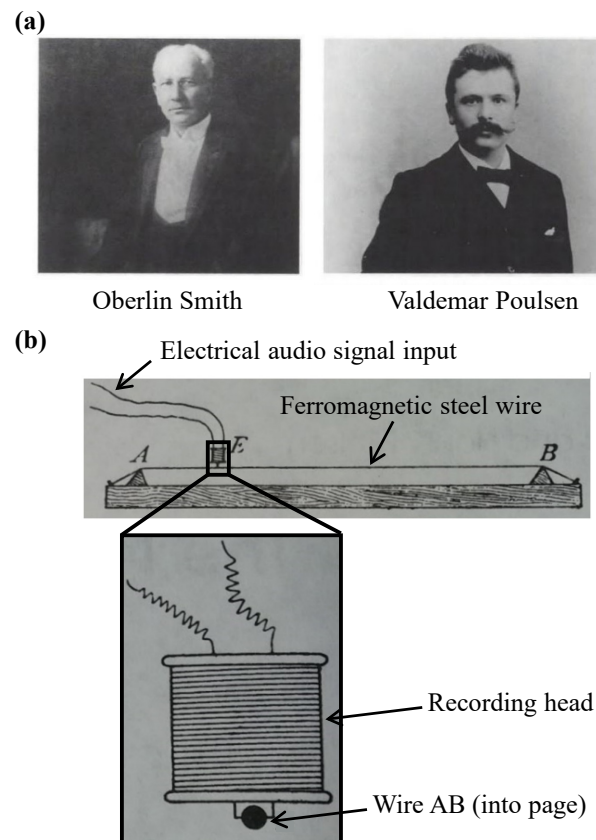 (a)
Oberlin Smith
Valdemar Poulsen
(b)
Electrical audio signal input
Ferromagnetic steel wire
E
A
B
Recording head
Wire AB (into page)